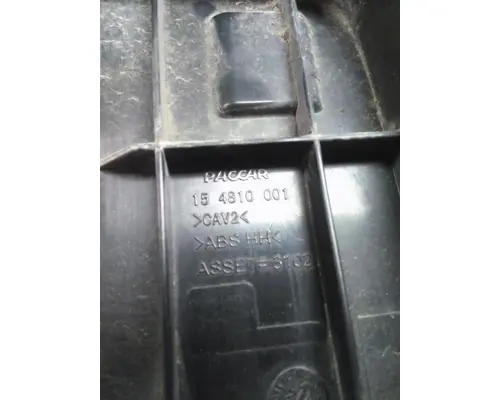 PACCAR
15 4810 001
>CAV2<
>ABS HH<